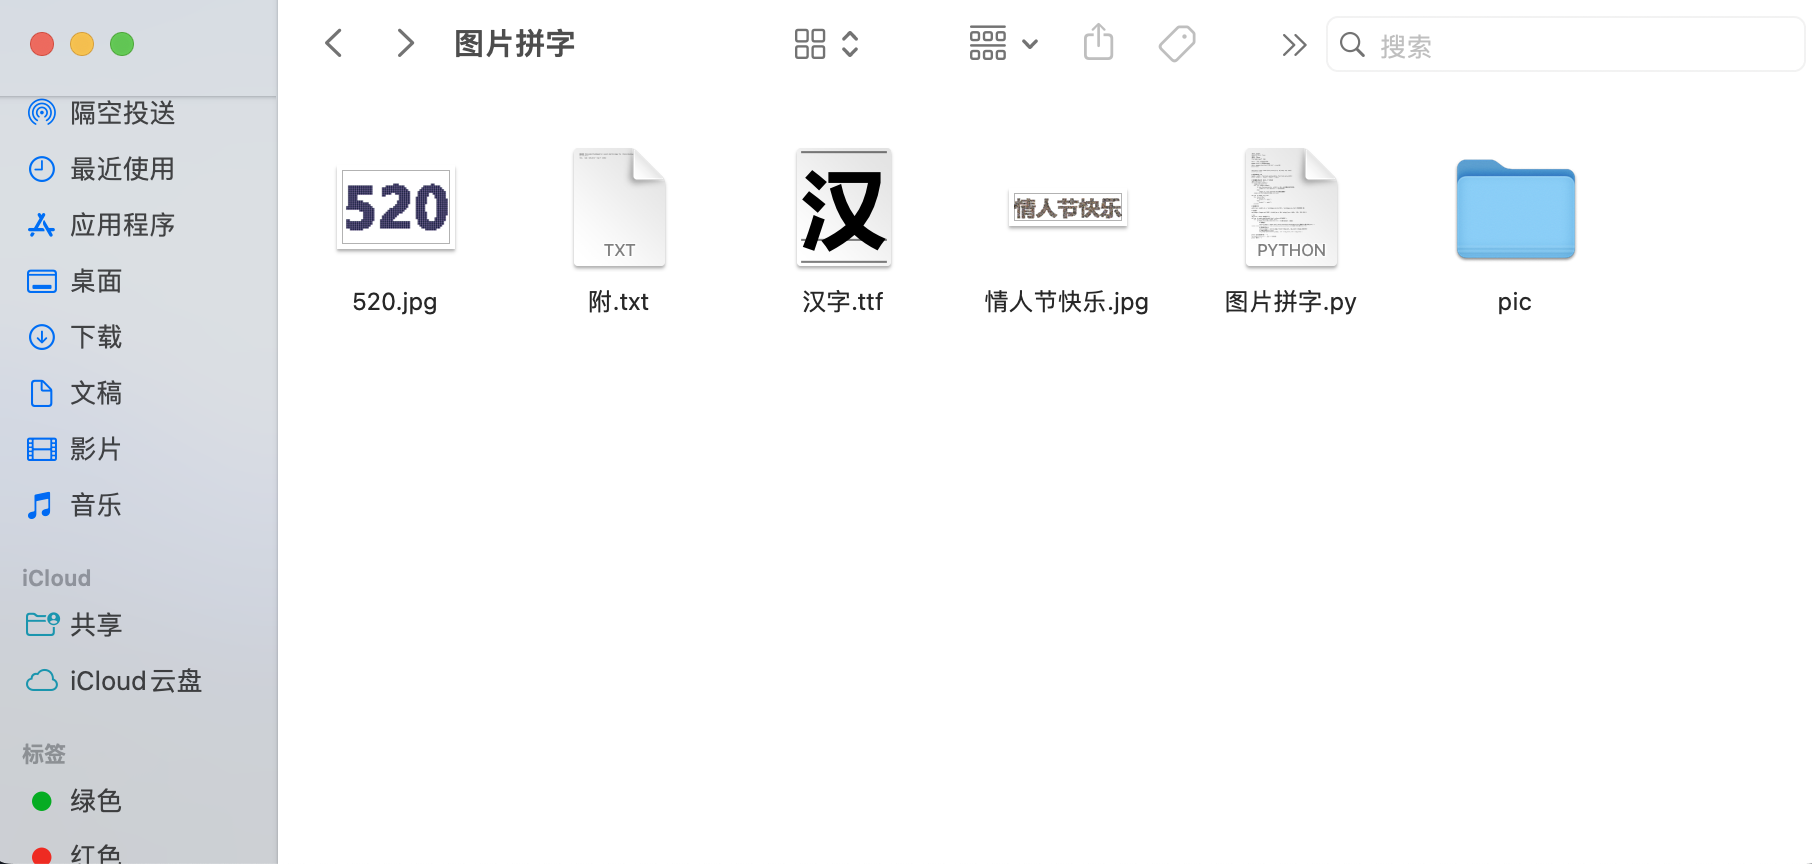 图片拼字
搜索
隔空投送
最近使用
应用程序
桌面
下载
文稿
影片
音乐
iCloud
共享
iCloud云盘
标签
绿色
红色
520
TXT
汉
情人节快乐
PYTHON
520.jpg
附.txt
汉字.ttf
情人节快乐.jpg
图片拼字.py
pic